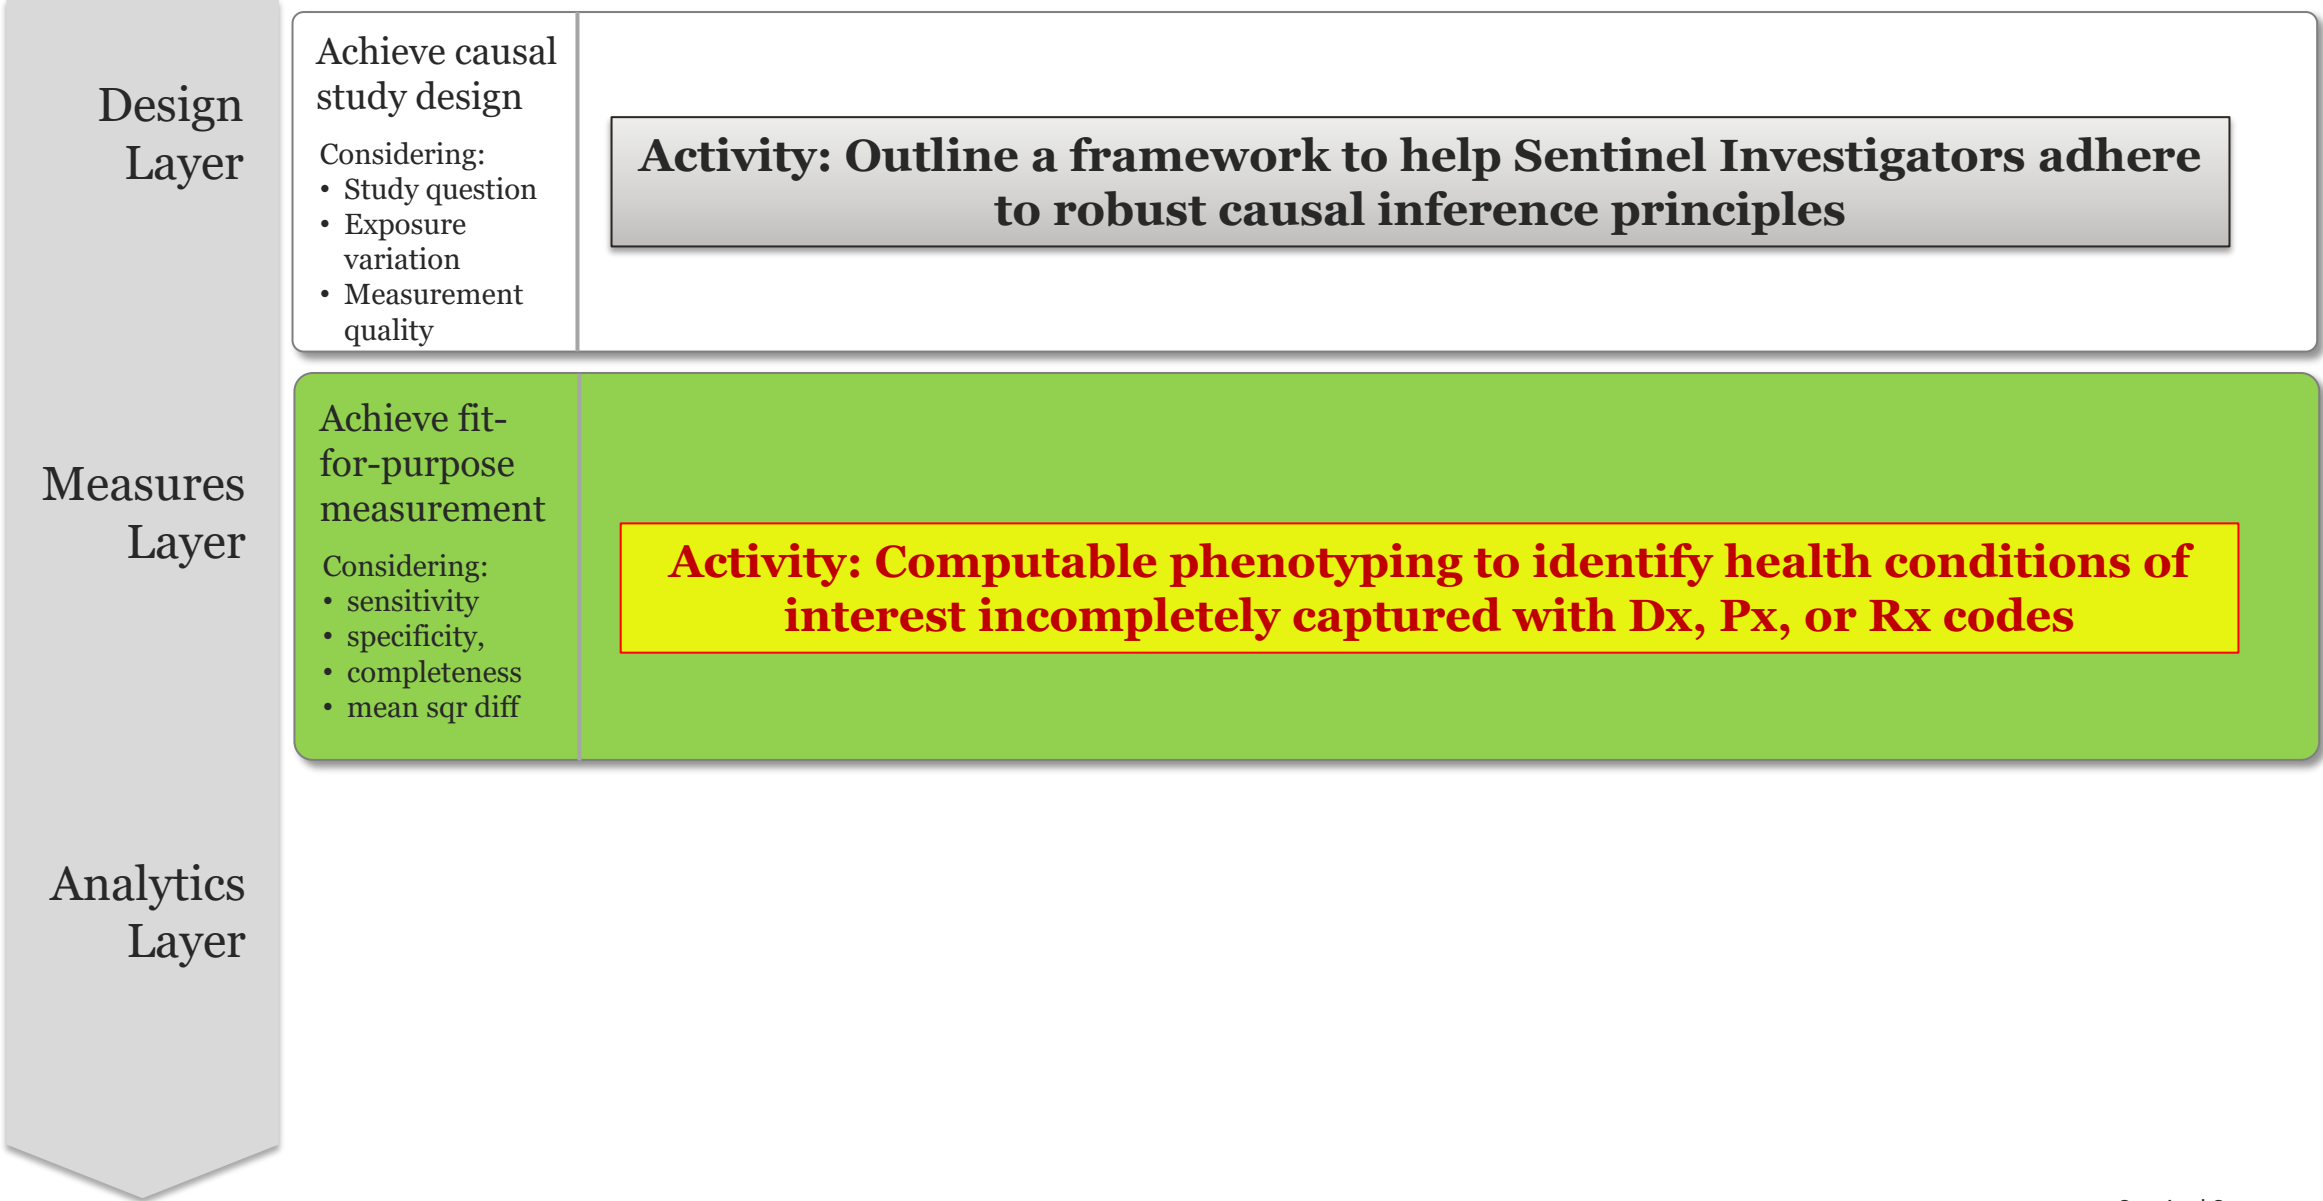 Design
Layer
Achieve causal
study design
Considering:
• Study question
• Exposure
variation
• Measurement
quality
Activity: Outline a framework to help Sentinel Investigators adhere
to robust causal inference principles
Measures
Layer
Achieve fit-
for-purpose
measurement
Considering:
• sensitivity
• specificity,
• completeness
• mean sqr diff
Activity: Computable phenotyping to identify health conditions of
interest incompletely captured with Dx, Px, or Rx codes
Analytics
Layer